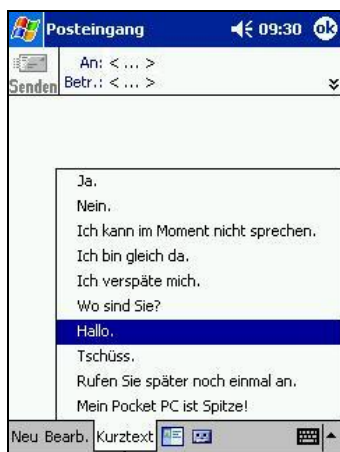 Posteingang 09:30 ok
An: < ... >
Senden Betr.: < ... >
Ja.
Nein.
Ich kann im Moment nicht sprechen.
Ich bin gleich da.
Ich verspäte mich.
Wo sind Sie?
Hallo.
Tschüss.
Rufen Sie später noch einmal an.
Mein Pocket PC ist Spitze!
Neu Bearb. Kurztext